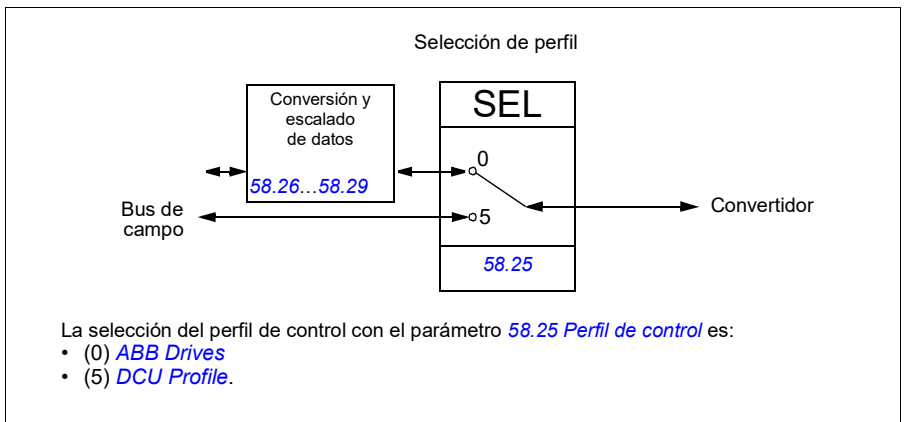 Selección de perfil
Conversión y
escalado
de datos
58.26...58.29
SEL
0
5
58.25
Bus de
campo
Convertidor
La selección del perfil de control con el parámetro 58.25 Perfil de control es:
• (0) ABB Drives
• (5) DCU Profile.